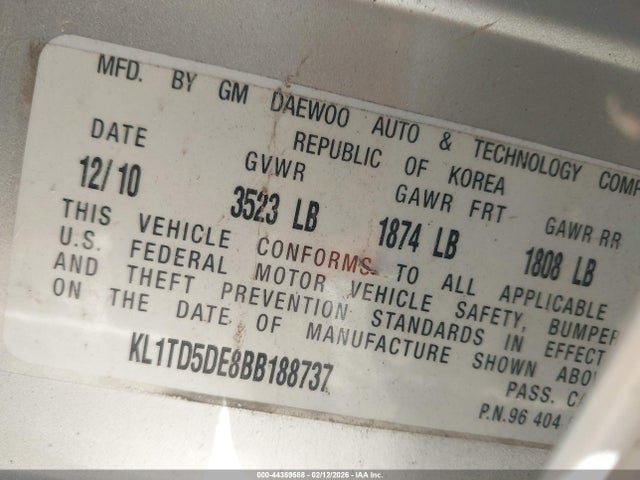 MFD. BY GM DAEWOO AUTO & TECHNOLOGY
REPUBLIC OF KOREA
DATE GVWR GAWR FRT GAWR RR
12/10 3523 LB 1874 LB 1808 LB
THIS VEHICLE CONFORMS TO ALL APPLICABLE
U.S. FEDERAL MOTOR VEHICLE SAFETY, BUMPER
AND THEFT PREVENTION STANDARDS IN EFFECT
ON THE DATE OF MANUFACTURE SHOWN
KL1TD5DE8BB188737
PASS.
P.N.96 404
000-44369588 - 02/12/2026 - IAA Inc.